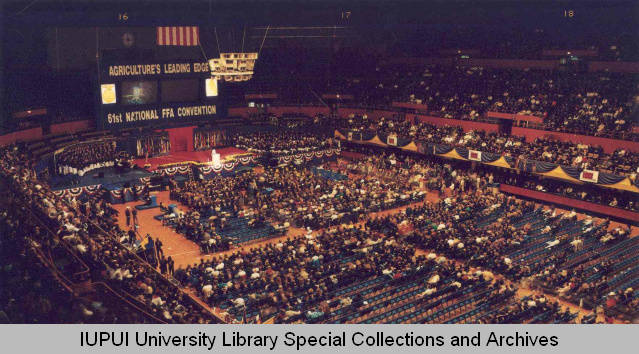 16 17 18
AGRICULTURE'S LEADING EDGE
61st NATIONAL FFA CONVENTION
IUPUI University Library Special Collections and Archives